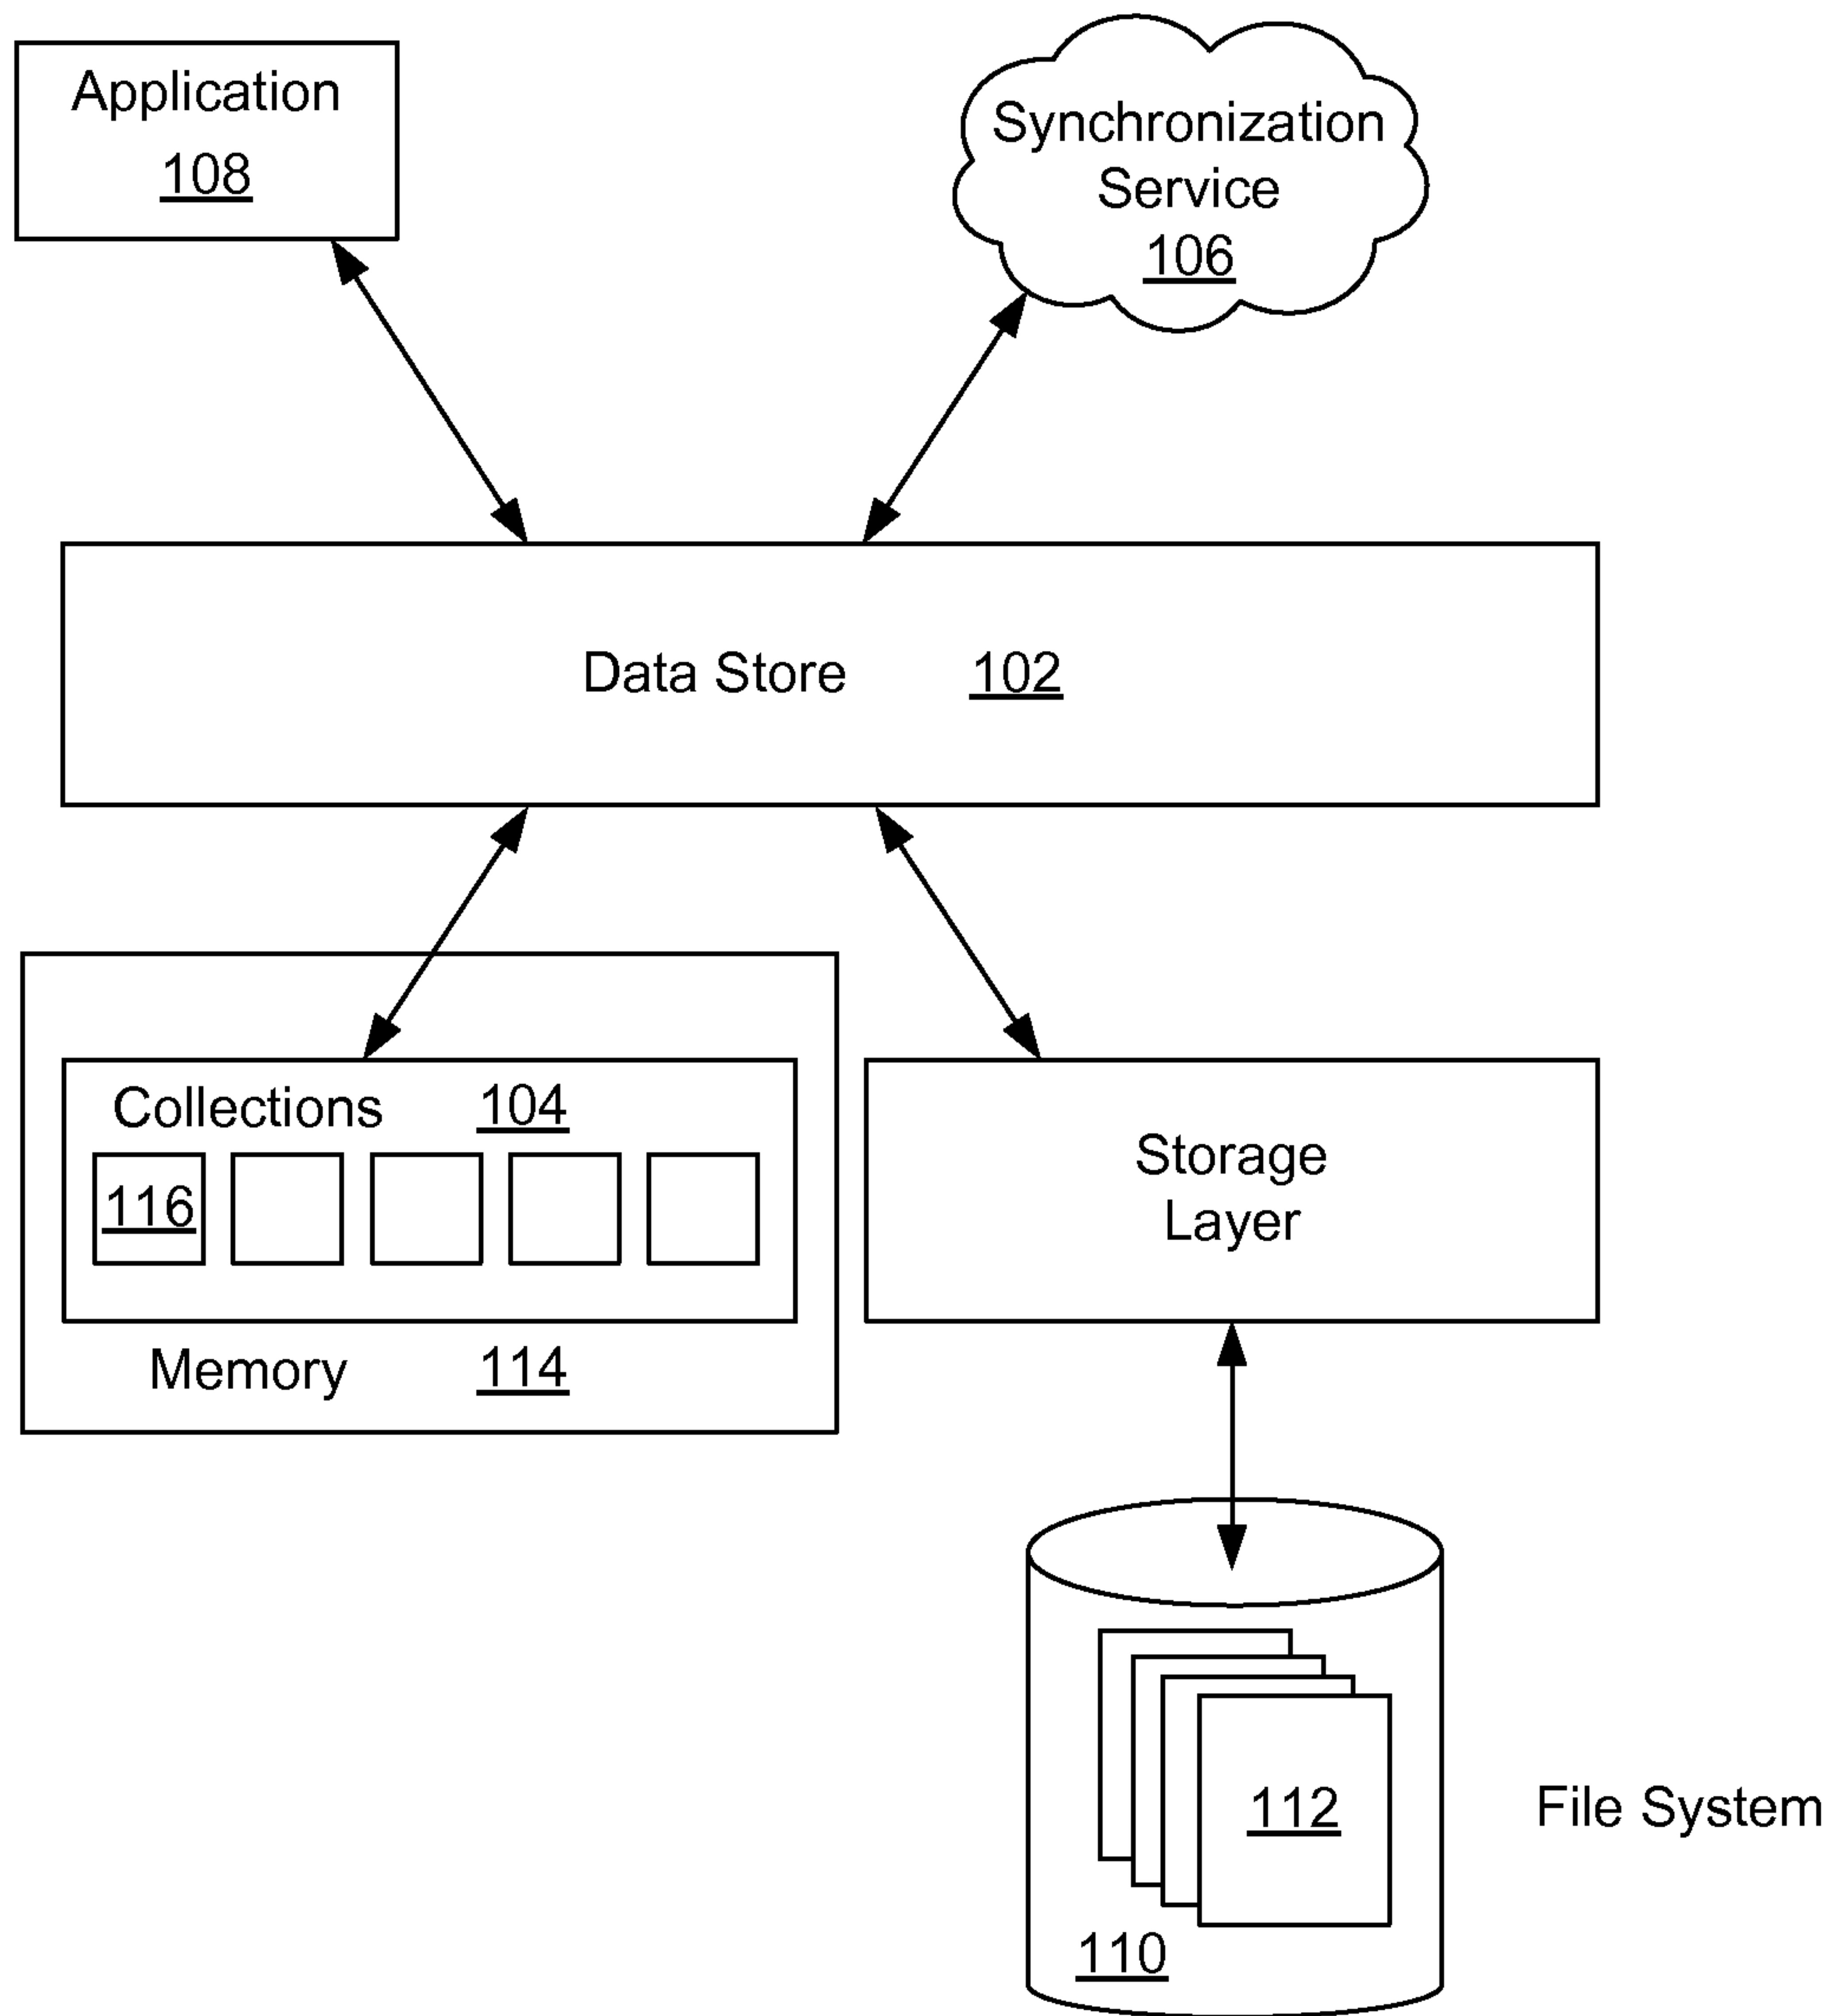 Application
108
Synchronization
Service
106
Data Store 102
Collections 104
116
Storage
Layer
Memory 114
112
File System
110